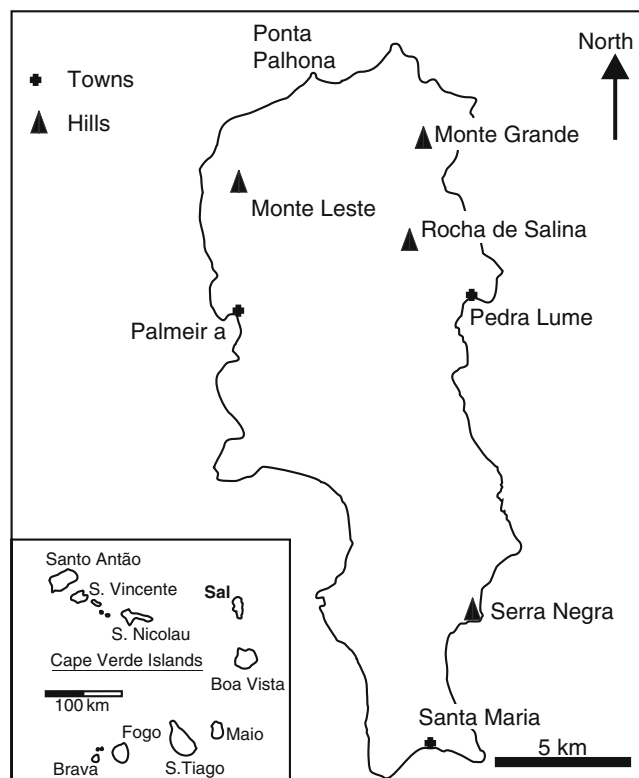 Ponta
Palhona
North
Towns
Hills
Monte Grande
Monte Leste
Rocha de Salina
Palmeir a
Pedra Lume
Serra Negra
Santa Maria
5 km
Santo Antão
S. Vincente
Sal
S. Nicolau
Cape Verde Islands
Boa Vista
100 km
Fogo
Maio
Brava
S.Tiago